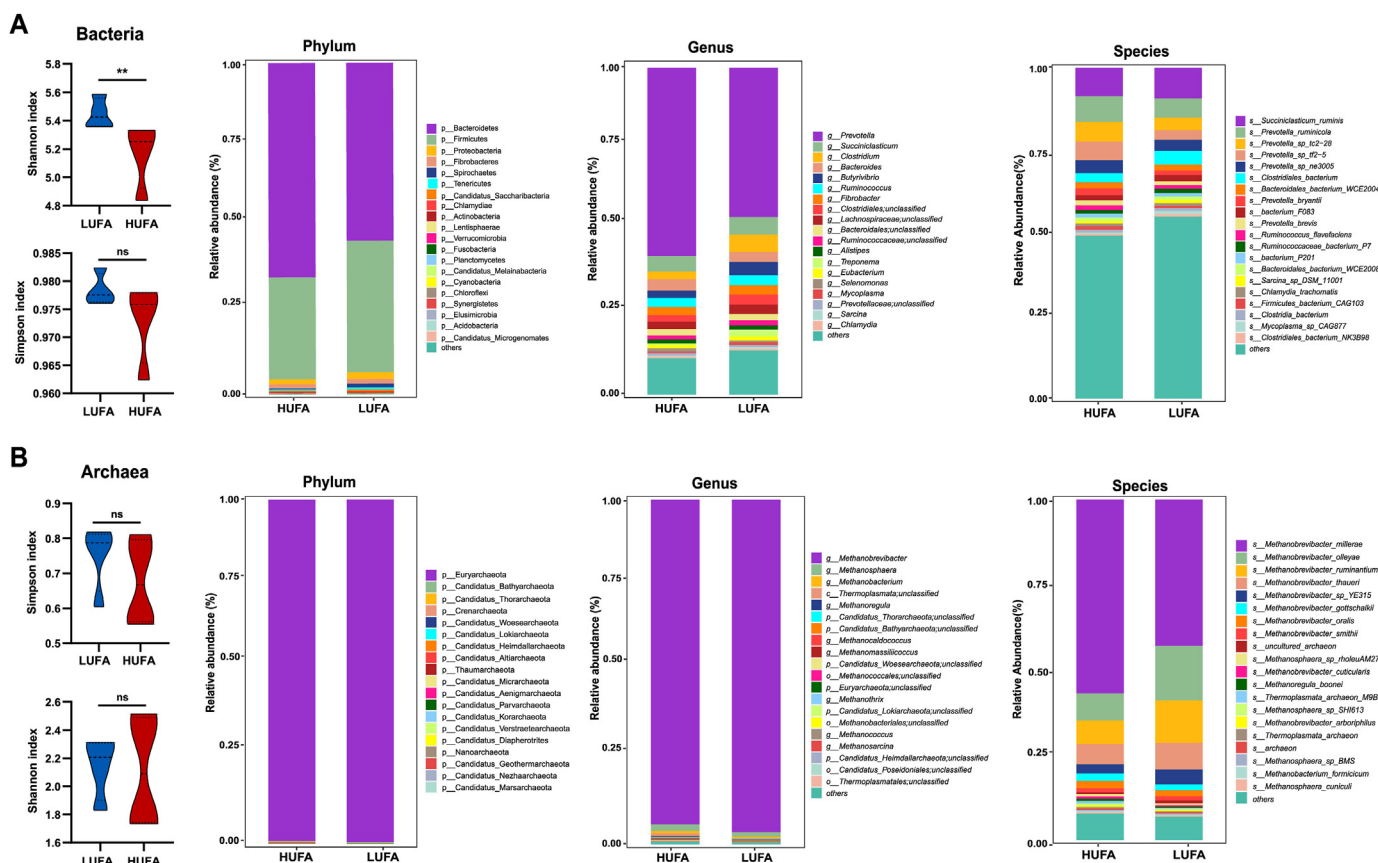 A
Bacteria
Shannon index
5.8
5.6
5.4
5.2
5.0
4.8
**
LUFA HUFA
Simpson index
0.985
0.980
0.975
0.970
0.965
0.960
ns
LUFA HUFA
Phylum
Relative abundance (%)
1.00
0.75
0.50
0.25
0.00
HUFA LUFA
p__Bacteroidetes
p__Firmicutes
p__Proteobacteria
p__Fibrobacteres
p__Spirochaetes
p__Tenericutes
p__Candidatus_Saccharibacteria
p__Chlamydiae
p__Actinobacteria
p__Lentisphaerae
p__Verrucomicrobia
p__Fusobacteria
p__Planctomycetes
p__Candidatus_Melainabacteria
p__Cyanobacteria
p__Chloroflexi
p__Synergistetes
p__Elusimicrobia
p__Acidobacteria
p__Candidatus_Microgenomates
others
Genus
Relative abundance (%)
1.00
0.75
0.50
0.25
0.00
HUFA LUFA
g__Prevotella
g__Succiniclasticum
g__Clostridium
g__Bacteroides
g__Butyrivibrio
g__Ruminococcus
g__Fibrobacter
g__Clostridiales;unclassified
g__Lachnospiraceae;unclassified
g__Bacteroidales;unclassified
g__Ruminococcaceae;unclassified
g__Alistipes
g__Treponema
g__Eubacterium
g__Selenomonas
g__Mycoplasma
g__Prevotellaceae;unclassified
g__Sarcina
g__Chlamydia
others
Species
Relative Abundance(%)
1.00
0.75
0.50
0.25
0.00
HUFA LUFA
s__Succiniclasticum_ruminis
s__Prevotella_ruminicola
s__Prevotella_sp_tc2-28
s__Prevotella_sp_tf2-5
s__Prevotella_sp_ne3005
s__Clostridiales_bacterium
s__Bacteroidales_bacterium_WCE2004
s__Prevotella_bryantii
s__bacterium_F083
s__Prevotella_brevis
s__Ruminococcus_flavefaciens
s__Ruminococcaceae_bacterium_P7
s__bacterium_P201
s__Bacteroidales_bacterium_WCE2008
s__Sarcina_sp_DSM_11001
s__Chlamydia_trachomatis
s__Firmicutes_bacterium_CAG103
s__Clostridia_bacterium
s__Mycoplasma_sp_CAG877
s__Clostridiales_bacterium_NK3B98
others
B
Archaea
Simpson index
0.9
0.8
0.7
0.6
0.5
ns
LUFA HUFA
Shannon index
2.6
2.4
2.2
2.0
1.8
1.6
ns
LUFA HUFA
Phylum
Relative abundance (%)
1.00
0.75
0.50
0.25
0.00
HUFA LUFA
p__Euryarchaeota
p__Candidatus_Bathyarchaeota
p__Candidatus_Thorarchaeota
p__Crenarchaeota
p__Candidatus_Woesearchaeota
p__Candidatus_Lokiarchaeota
p__Candidatus_Heimdallarchaeota
p__Candidatus_Altiarchaeota
p__Thaumarchaeota
p__Candidatus_Micrarchaeota
p__Candidatus_Aenigmarchaeota
p__Candidatus_Parvarchaeota
p__Candidatus_Korarchaeota
p__Candidatus_Verstraetearchaeota
p__Candidatus_Diapherotrites
p__Nanoarchaeota
p__Candidatus_Geothermarchaeota
p__Candidatus_Nezhaarchaeota
p__Candidatus_Marsarchaeota
Genus
Relative abundance (%)
1.00
0.75
0.50
0.25
0.00
HUFA LUFA
g__Methanobrevibacter
g__Methanosphaera
g__Methanobacterium
c__Thermoplasmata;unclassified
g__Methanoregula
p__Candidatus_Thorarchaeota;unclassified
p__Candidatus_Bathyarchaeota;unclassified
g__Methanocaldococcus
g__Methanomassiliicoccus
p__Candidatus_Woesearchaeota;unclassified
o__Methanococcales;unclassified
p__Euryarchaeota;unclassified
g__Methanothrix
p__Candidatus_Lokiarchaeota;unclassified
o__Methanobacteriales;unclassified
g__Methanococcus
g__Methanosarcina
p__Candidatus_Heimdallarchaeota;unclassified
o__Candidatus_Poseidoniales;unclassified
o__Thermoplasmatales;unclassified
others
Species
Relative Abundance(%)
1.00
0.75
0.50
0.25
0.00
HUFA LUFA
s__Methanobrevibacter_millerae
s__Methanobrevibacter_olleyae
s__Methanobrevibacter_ruminantium
s__Methanobrevibacter_thaueri
s__Methanobrevibacter_sp_YE315
s__Methanobrevibacter_gottschalkii
s__Methanobrevibacter_oralis
s__Methanobrevibacter_smithii
s__uncultured_archaeon
s__Methanosphaera_sp_rholeuAM27
s__Methanobrevibacter_cuticularis
s__Methanoregula_boonei
s__Thermoplasmata_archaeon_M9B
s__Methanosphaera_sp_SHI613
s__Methanobrevibacter_arboriphilus
s__Thermoplasmata_archaeon
s__archaeon
s__Methanosphaera_sp_BMS
s__Methanobacterium_formicicum
s__Methanosphaera_cuniculi
others